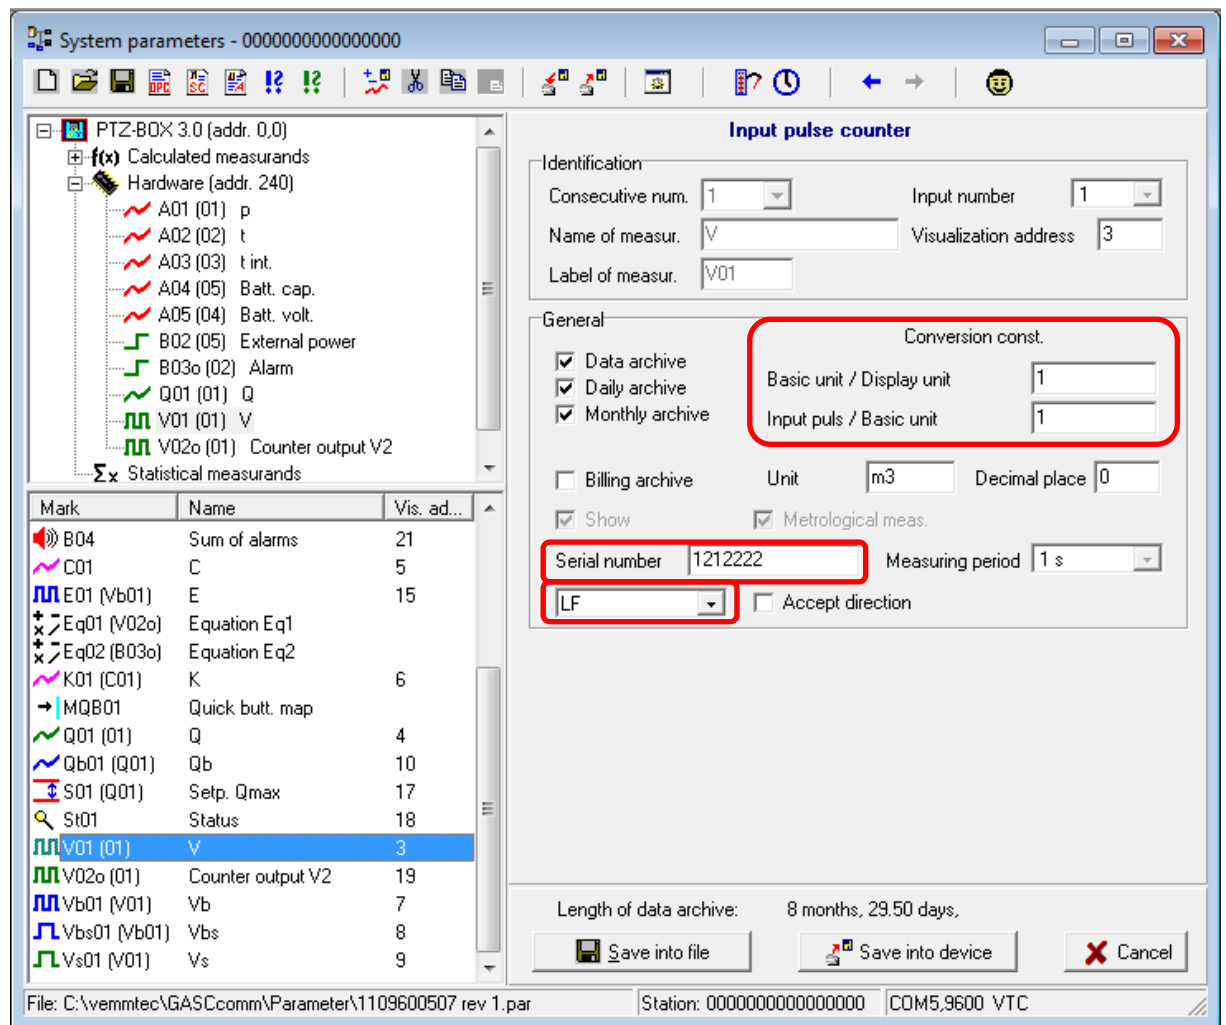 System parameters - 0000000000000000
PTZ-BOX 3.0 (addr. 0,0)
f(x) Calculated measurands
Hardware (addr. 240)
A01 (01) p
A02 (02) t
A03 (03) t int.
A04 (05) Batt. cap.
A05 (04) Batt. volt.
B02 (05) External power
B03o (02) Alarm
Q01 (01) Q
V01 (01) V
V02o (01) Counter output V2
Σx Statistical measurands
Mark Name Vis. ad...
B04 Sum of alarms 21
C01 C 5
E01 (Vb01) E 15
Eq01 (V02o) Equation Eq1
Eq02 (B03o) Equation Eq2
K01 (C01) K 6
MQB01 Quick butt. map
Q01 (01) Q 4
Qb01 (Q01) Qb 10
S01 (Q01) Setp. Qmax 17
St01 Status 18
V01 (01) V 3
V02o (01) Counter output V2 19
Vb01 (V01) Vb 7
Vbs01 (Vb01) Vbs 8
Vs01 (V01) Vs 9
Input pulse counter
Identification
Consecutive num. 1 Input number 1
Name of measur. V Visualization address 3
Label of measur. V01
General
Conversion const.
Data archive
Daily archive
Monthly archive
Basic unit / Display unit 1
Input puls / Basic unit 1
Billing archive Unit m3 Decimal place 0
Show Metrological meas.
Serial number 1212222 Measuring period 1 s
LF Accept direction
Length of data archive: 8 months, 29.50 days,
Save into file Save into device Cancel
File: C:\vemmtec\GASCcomm\Parameter\1109600507 rev 1.par Station: 0000000000000000 COM5,9600 VTC